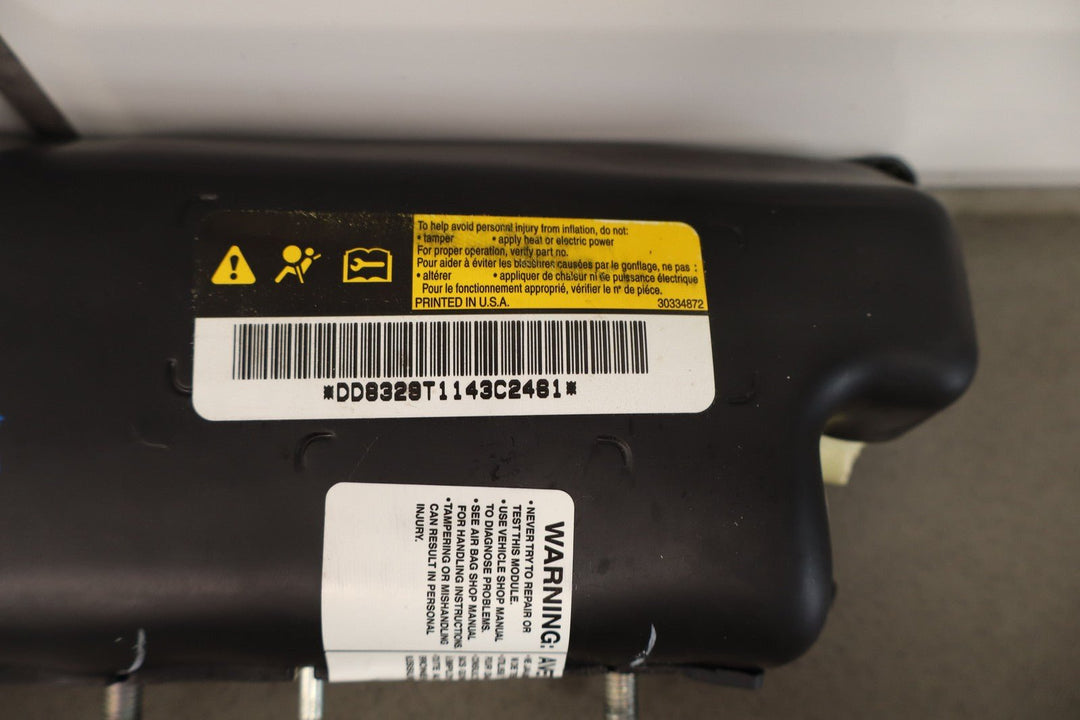 To help avoid personal injury from inflation, do not:
• tamper • apply heat or electric power
For proper operation, verify part no.
Pour aider à éviter les blessures causées par le gonflage, ne pas :
• altérer • appliquer de chaleur ni de puissance électrique
Pour le fonctionnement approprié, vérifier le nº de pièce.
PRINTED IN U.S.A. 30334872
*DD8329T1143C2461*
WARNING:
• NEVER TRY TO REPAIR OR
TEST THIS MODULE.
• USE VEHICLE SHOP MANUAL
TO DIAGNOSE PROBLEMS.
• SEE AIR BAG SHOP MANUAL
FOR HANDLING INSTRUCTIONS.
• TAMPERING OR MISHANDLING
CAN RESULT IN PERSONAL
INJURY.